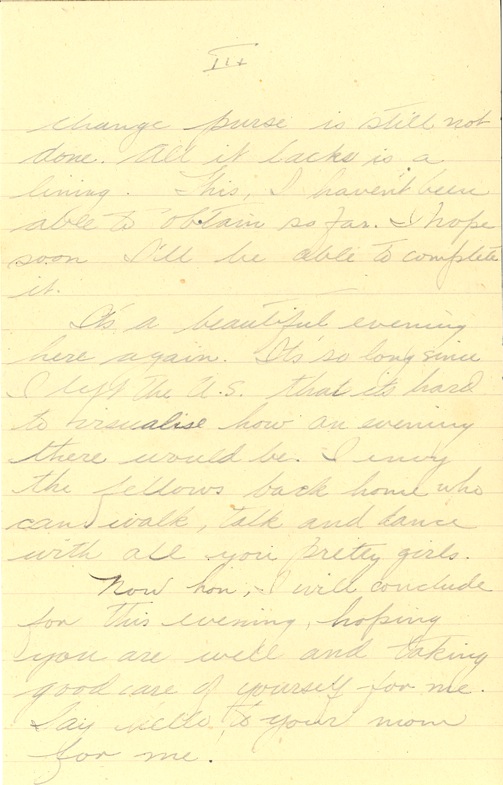 III
change purse is still not
done. All it lacks is a
lining. This, I haven't been
able to obtain so far. I hope
soon I'll be able to complete
it.
It's a beautiful evening
here again. It's so long since
I left the U.S. that it's hard
to visualise how an evening
there would be. I envy
the fellows back home who
can walk, talk and dance
with all you pretty girls.
Now hon, I will conclude
for this evening, hoping
you are well and taking
good care of yourself for me.
Say hello to your mom
for me.